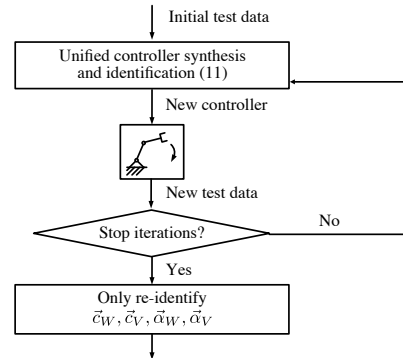 Initial test data
Unified controller synthesis
and identification (11)
New controller
New test data
Stop iterations?
No
Yes
Only re-identify
$\vec{c}_W, \vec{c}_V, \vec{\alpha}_W, \vec{\alpha}_V$